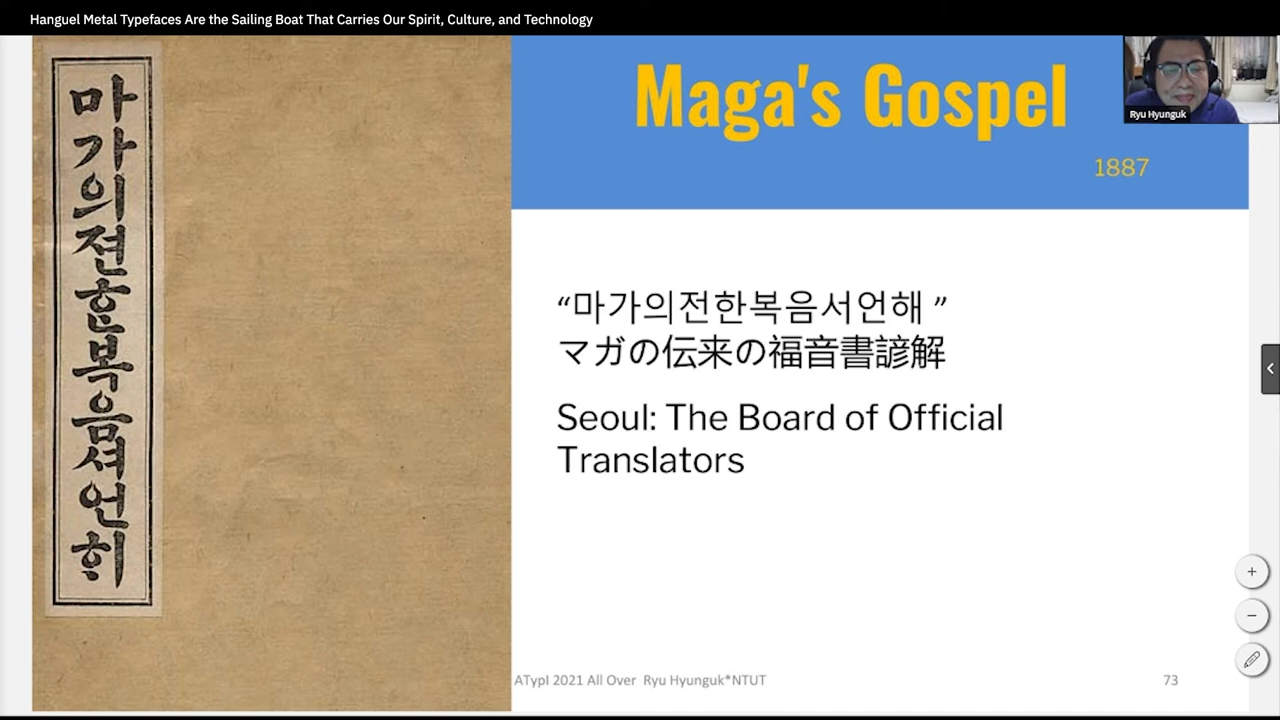 Hanguel Metal Typefaces Are the Sailing Boat That Carries Our Spirit, Culture, and Technology
마가의젼ᄒᆞᆫ복음셔언ᄒᆡ
Maga's Gospel
1887
Ryu Hyunguk
“마가의전한복음서언해 ”
マガの伝来の福音書諺解
Seoul: The Board of Official
Translators
ATypI 2021 All Over Ryu Hyunguk*NTUT
73